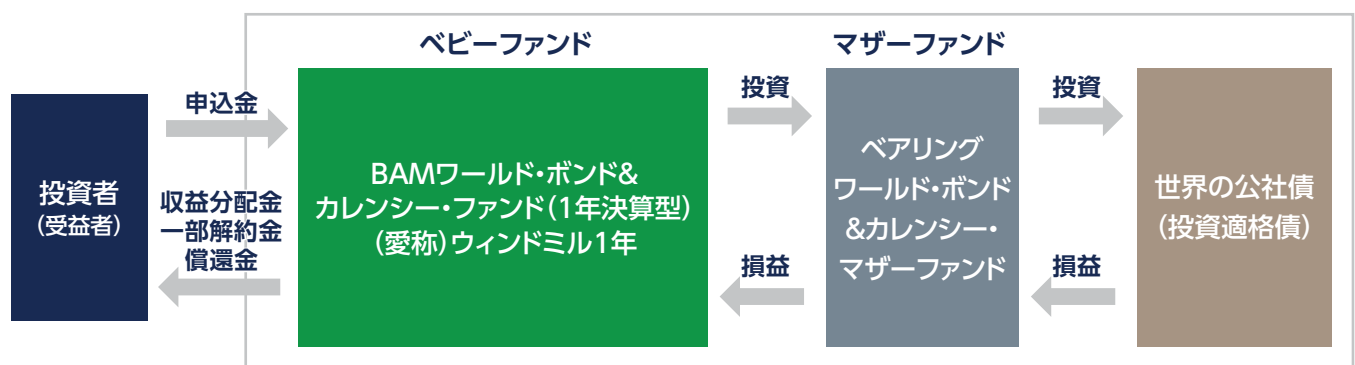 ベビーファンド
マザーファンド
投資者
(受益者)
申込金
収益分配金
一部解約金
償還金
BAMワールド・ボンド&
カレンシー・ファンド(1年決算型)
(愛称)ウィンドミル1年
投資
損益
ベアリング
ワールド・ボンド
&カレンシー・
マザーファンド
投資
損益
世界の公社債
(投資適格債)